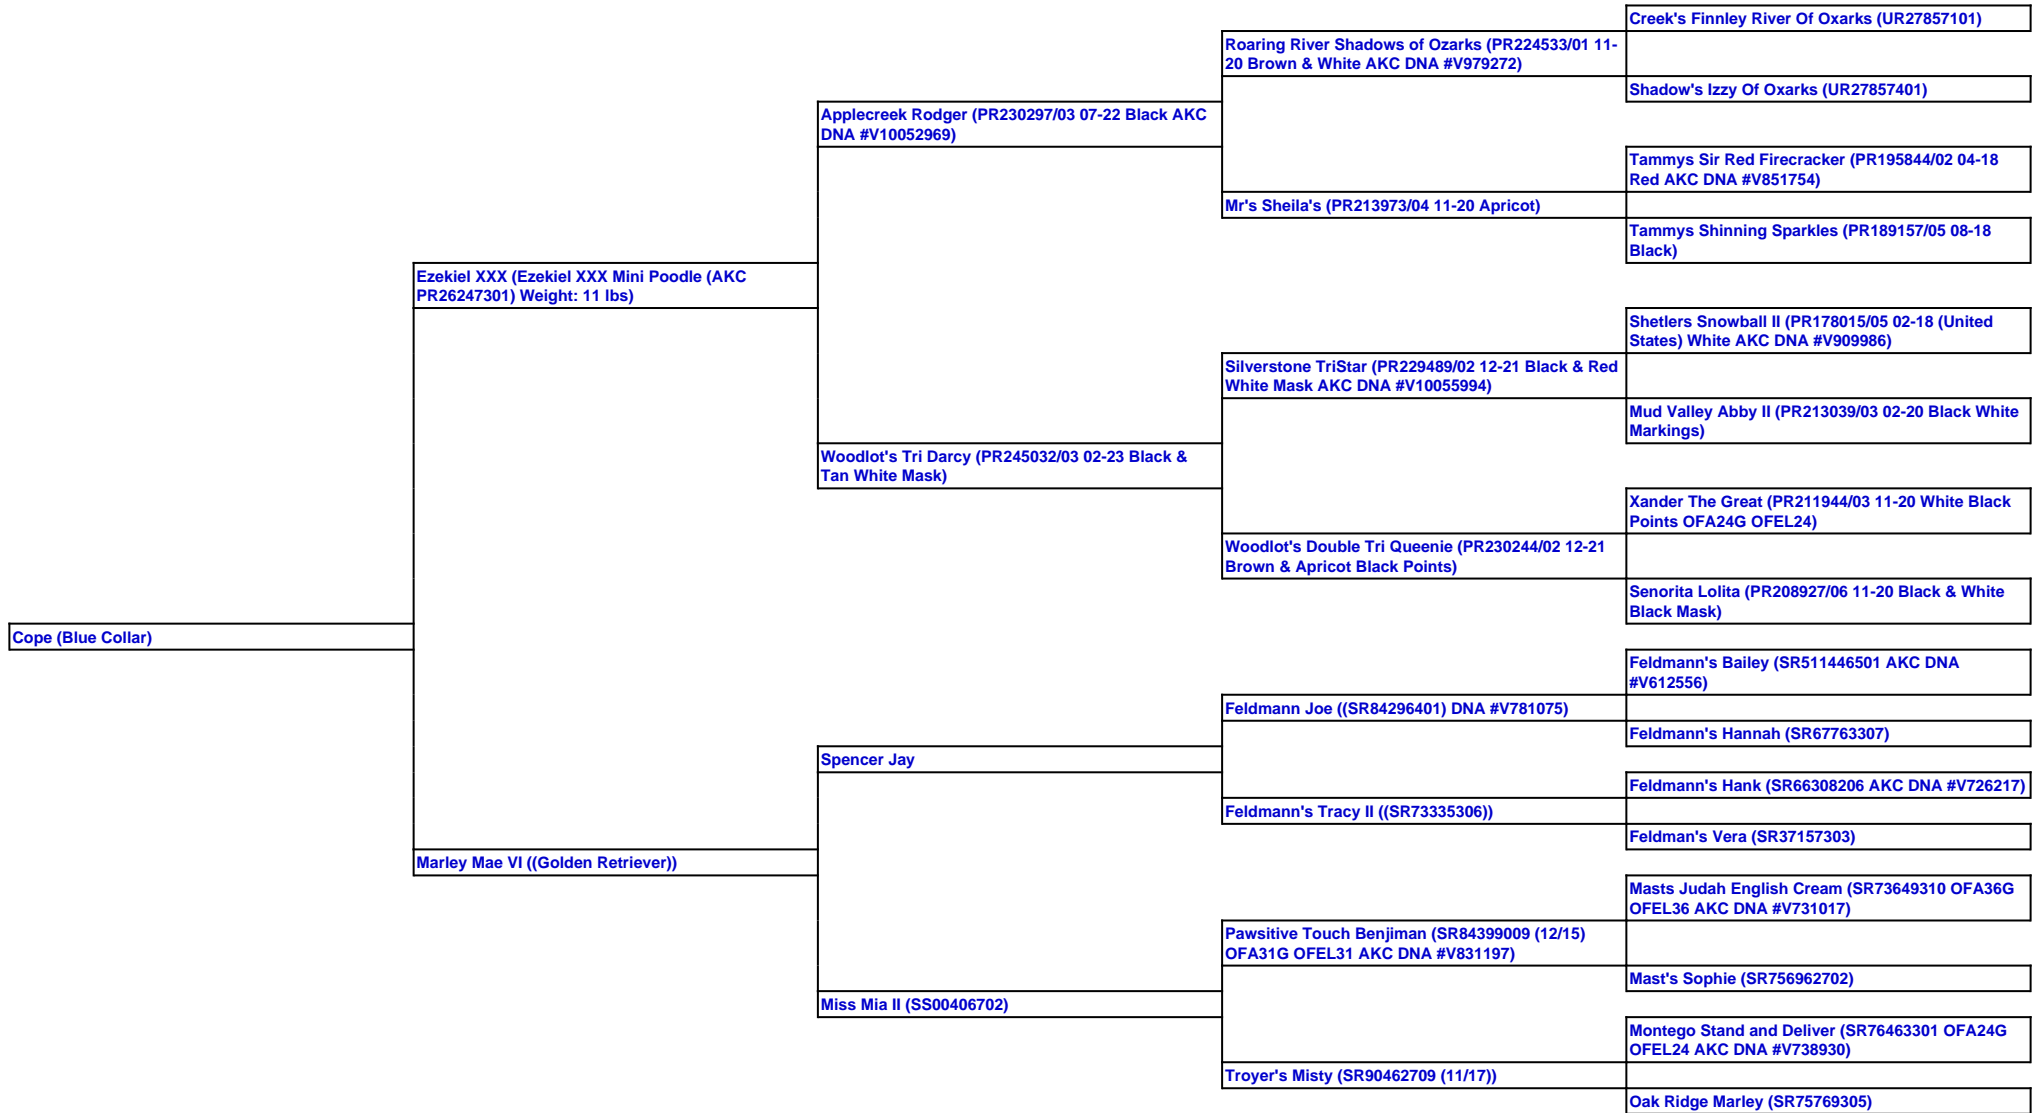 Creek's Finnley River Of Oxarks (UR27857101)
Roaring River Shadows of Ozarks (PR224533/01 11-
20 Brown & White AKC DNA #V979272)
Shadow's Izzy Of Oxarks (UR27857401)
Applecreek Rodger (PR230297/03 07-22 Black AKC
DNA #V10052969)
Tammys Sir Red Firecracker (PR195844/02 04-18
Red AKC DNA #V851754)
Mr's Sheila's (PR213973/04 11-20 Apricot)
Tammys Shinning Sparkles (PR189157/05 08-18
Black)
Ezekiel XXX (Ezekiel XXX Mini Poodle (AKC
PR26247301) Weight: 11 lbs)
Shetlers Snowball II (PR178015/05 02-18 (United
States) White AKC DNA #V909986)
Silverstone TriStar (PR229489/02 12-21 Black & Red
White Mask AKC DNA #V10055994)
Mud Valley Abby II (PR213039/03 02-20 Black White
Markings)
Woodlot's Tri Darcy (PR245032/03 02-23 Black &
Tan White Mask)
Xander The Great (PR211944/03 11-20 White Black
Points OFA24G OFEL24)
Woodlot's Double Tri Queenie (PR230244/02 12-21
Brown & Apricot Black Points)
Senorita Lolita (PR208927/06 11-20 Black & White
Black Mask)
Cope (Blue Collar)
Feldmann's Bailey (SR511446501 AKC DNA
#V612556)
Feldmann Joe ((SR84296401) DNA #V781075)
Feldmann's Hannah (SR67763307)
Spencer Jay
Feldmann's Hank (SR66308206 AKC DNA #V726217)
Feldmann's Tracy II ((SR73335306))
Feldman's Vera (SR37157303)
Marley Mae VI ((Golden Retriever))
Masts Judah English Cream (SR73649310 OFA36G
OFEL36 AKC DNA #V731017)
Pawsitive Touch Benjiman (SR84399009 (12/15)
OFA31G OFEL31 AKC DNA #V831197)
Mast's Sophie (SR756962702)
Miss Mia II (SS00406702)
Montego Stand and Deliver (SR76463301 OFA24G
OFEL24 AKC DNA #V738930)
Troyer's Misty (SR90462709 (11/17))
Oak Ridge Marley (SR75769305)